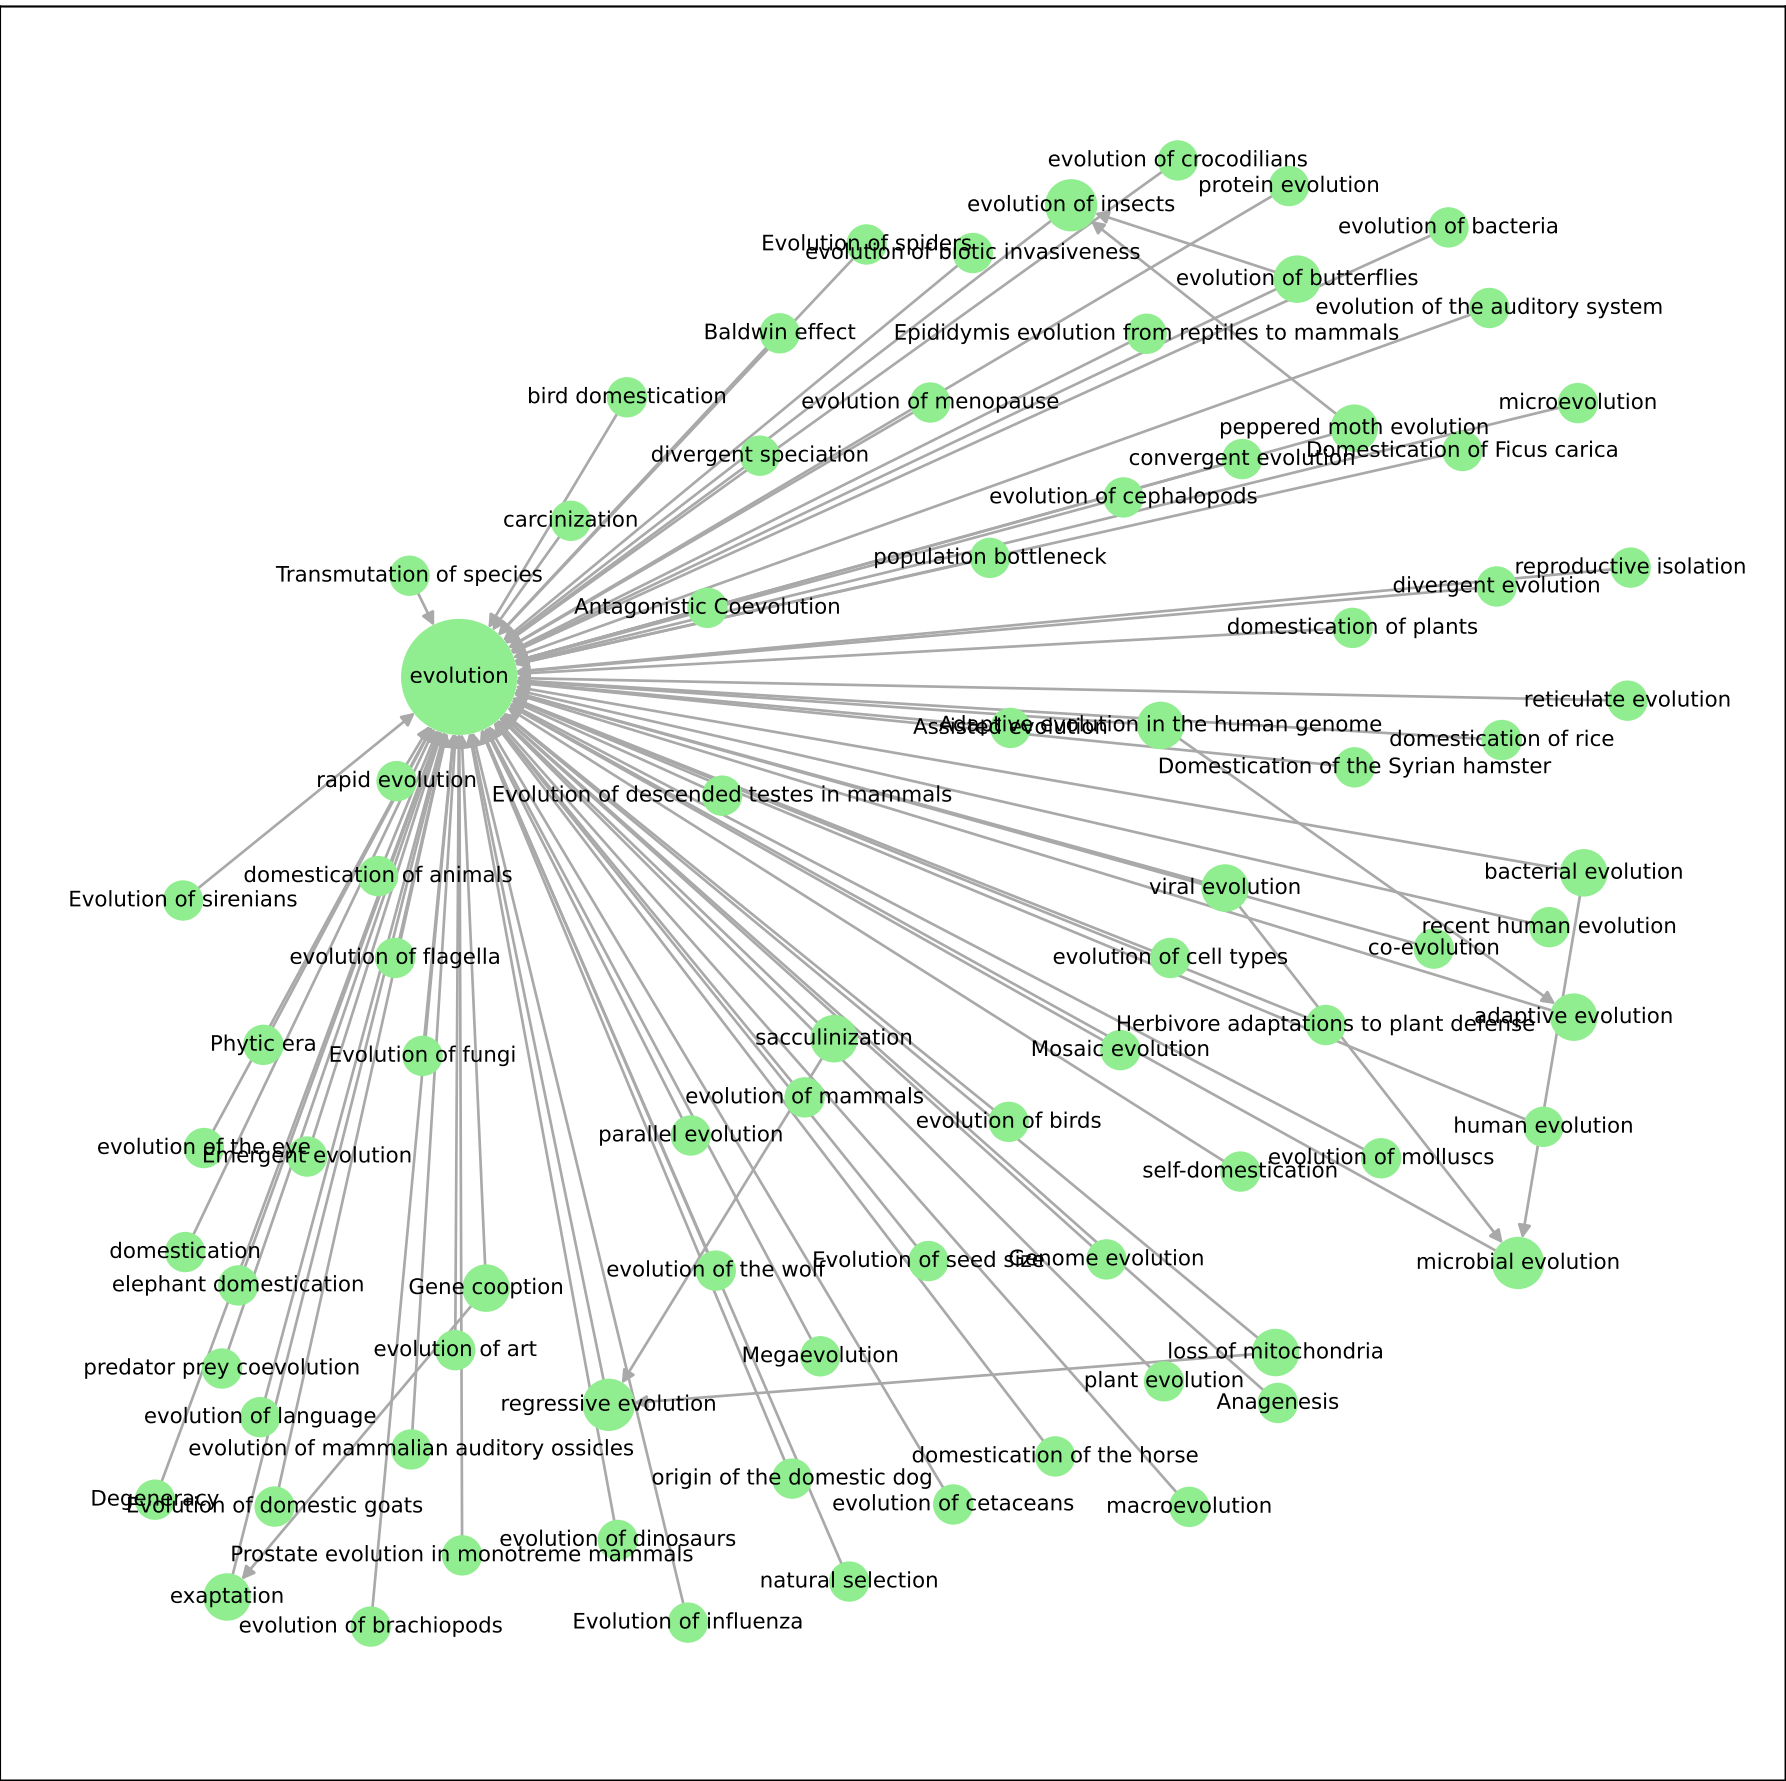 evolution of crocodilians
protein evolution
evolution of insects
evolution of bacteria
Evolution of spiders
evolution of biotic invasiveness
evolution of butterflies
evolution of the auditory system
Baldwin effect
Epididymis evolution from reptiles to mammals
bird domestication
evolution of menopause
microevolution
peppered moth evolution
divergent speciation
convergent evolution
Domestication of Ficus carica
evolution of cephalopods
carcinization
population bottleneck
Transmutation of species
reproductive isolation
divergent evolution
Antagonistic Coevolution
domestication of plants
evolution
reticulate evolution
Assisted evolution
Adaptive evolution in the human genome
domestication of rice
Domestication of the Syrian hamster
rapid evolution
Evolution of descended testes in mammals
domestication of animals
bacterial evolution
viral evolution
Evolution of sirenians
recent human evolution
co-evolution
evolution of flagella
evolution of cell types
adaptive evolution
Herbivore adaptations to plant defense
Phytic era
Evolution of fungi
sacculinization
Mosaic evolution
evolution of mammals
evolution of birds
human evolution
parallel evolution
evolution of the eye
Emergent evolution
evolution of molluscs
self-domestication
domestication
elephant domestication
Gene cooption
evolution of the wolf
Evolution of seed size
Genome evolution
microbial evolution
evolution of art
Megaevolution
loss of mitochondria
predator prey coevolution
plant evolution
regressive evolution
Anagenesis
evolution of language
evolution of mammalian auditory ossicles
domestication of the horse
origin of the domestic dog
Degeneracy
Evolution of domestic goats
evolution of cetaceans
macroevolution
evolution of dinosaurs
Prostate evolution in monotreme mammals
natural selection
exaptation
evolution of brachiopods
Evolution of influenza